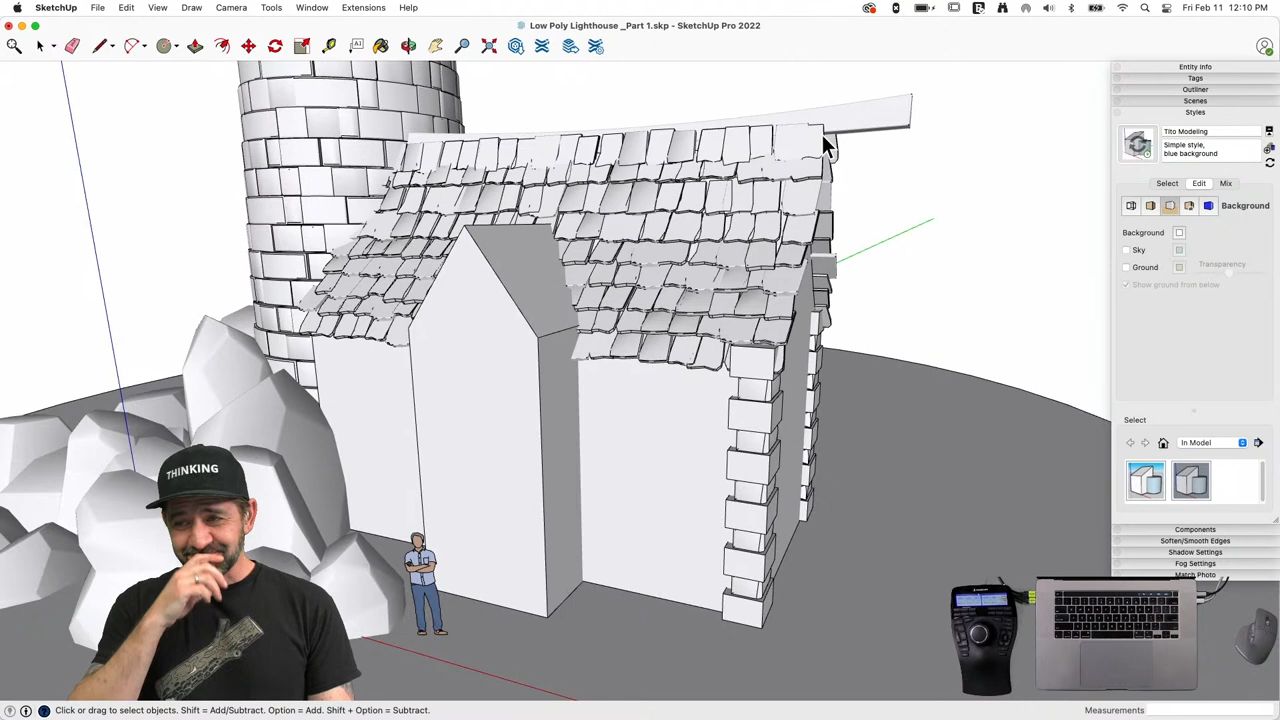 SketchUp File Edit View Draw Camera Tools Window Extensions Help
Fri Feb 11 12:10 PM
Low Poly Lighthouse _Part 1.skp - SketchUp Pro 2022
Entity Info
Tags
Outliner
Scenes
Styles
Tito Modeling
Simple style,
blue background
Select Edit Mix
Background
Background
Sky
Ground
Transparency
Show ground from below
Select
In Model
Components
Soften/Smooth Edges
Shadow Settings
Fog Settings
Match Photo
THINKING
Click or drag to select objects. Shift = Add/Subtract. Option = Add. Shift + Option = Subtract.
Measurements